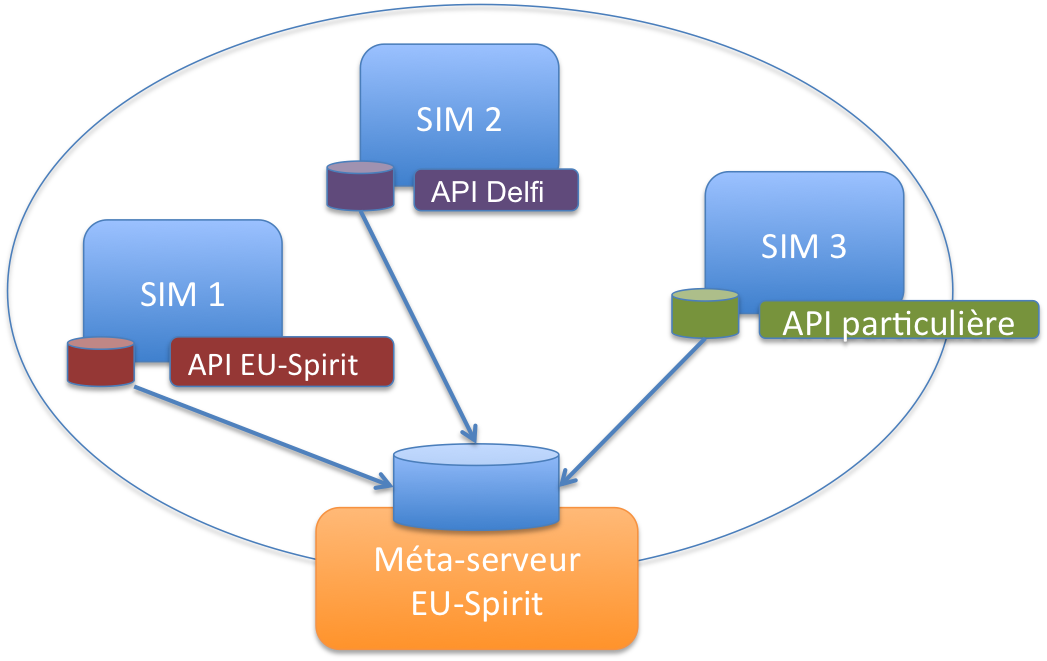 SIM 2
API Delfi
SIM 3
API particulière
SIM 1
API EU-Spirit
Méta-serveur
EU-Spirit